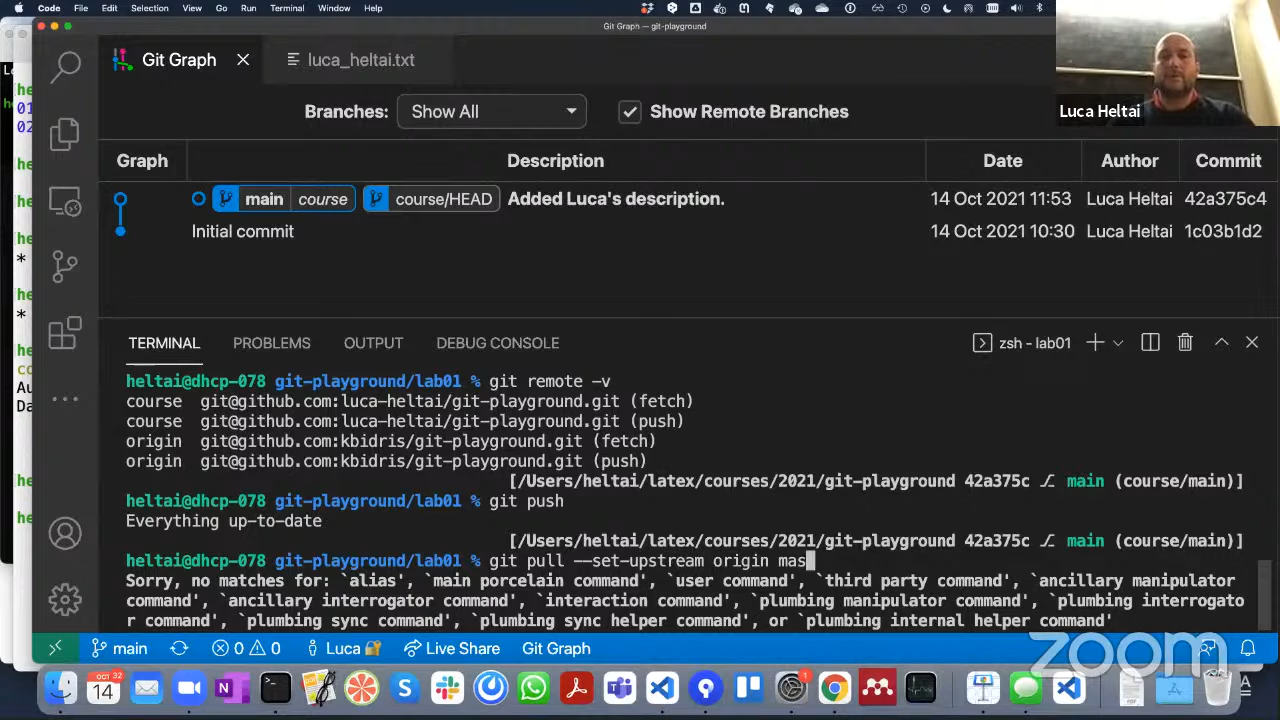 Code File Edit Selection View Go Run Terminal Window Help
Git Graph — git-playground
Git Graph
luca_heltai.txt
Luca Heltai
Branches: Show All Show Remote Branches
Graph Description Date Author Commit
main course course/HEAD Added Luca's description. 14 Oct 2021 11:53 Luca Heltai 42a375c4
Initial commit 14 Oct 2021 10:30 Luca Heltai 1c03b1d2
TERMINAL PROBLEMS OUTPUT DEBUG CONSOLE zsh - lab01
heltai@dhcp-078 git-playground/lab01 % git remote -v
course git@github.com:luca-heltai/git-playground.git (fetch)
course git@github.com:luca-heltai/git-playground.git (push)
origin git@github.com:kbidris/git-playground.git (fetch)
origin git@github.com:kbidris/git-playground.git (push)
[/Users/heltai/latex/courses/2021/git-playground 42a375c ⌥ main (course/main)]
heltai@dhcp-078 git-playground/lab01 % git push
Everything up-to-date
[/Users/heltai/latex/courses/2021/git-playground 42a375c ⌥ main (course/main)]
heltai@dhcp-078 git-playground/lab01 % git pull --set-upstream origin mas
Sorry, no matches for: `alias', `main porcelain command', `user command', `third party command', `ancillary manipulator
command', `ancillary interrogator command', `interaction command', `plumbing manipulator command', `plumbing interrogato
r command', `plumbing sync command', `plumbing sync helper command', or `plumbing internal helper command'
main 0 0 Luca Live Share Git Graph
zoom
OCT
14